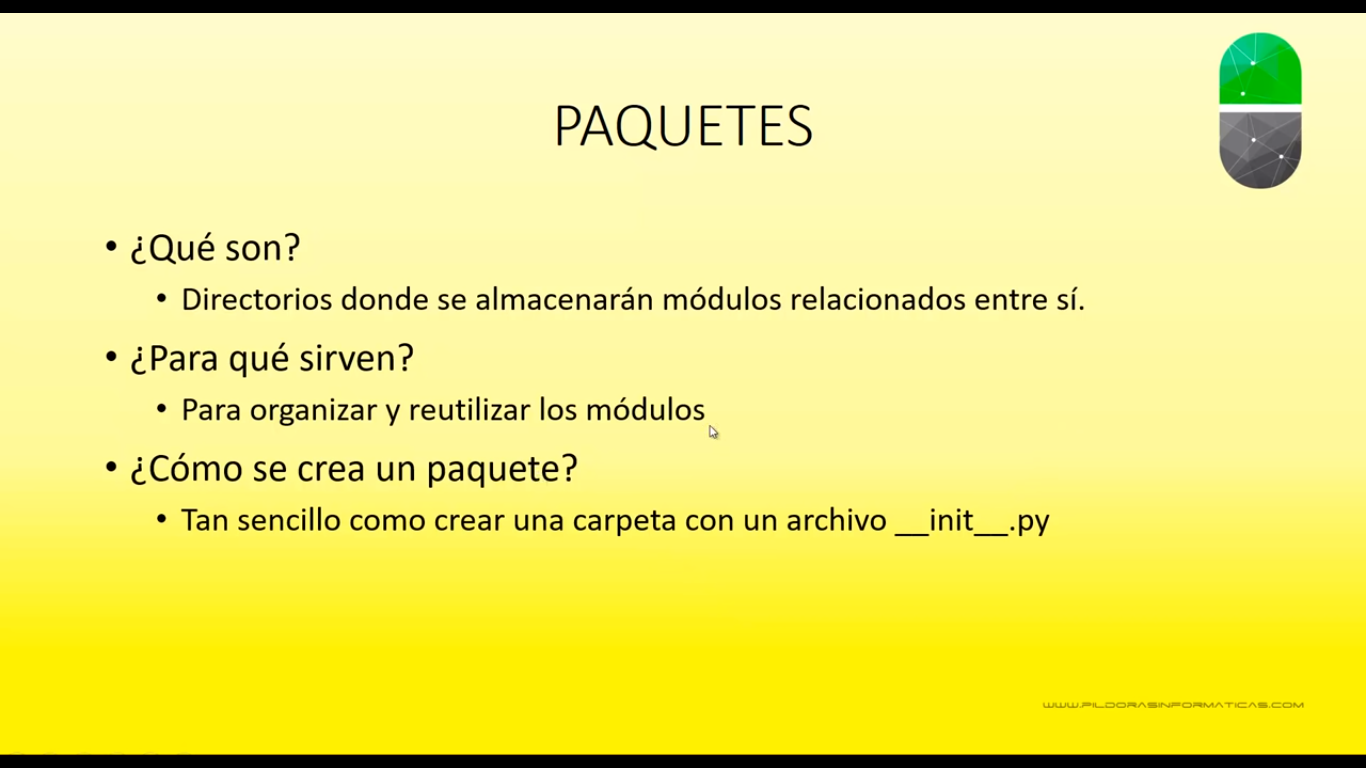 PAQUETES
• ¿Qué son?
• Directorios donde se almacenarán módulos relacionados entre sí.
• ¿Para qué sirven?
• Para organizar y reutilizar los módulos
• ¿Cómo se crea un paquete?
• Tan sencillo como crear una carpeta con un archivo __init__.py
WWW.PILDORASINFORMATICAS.COM